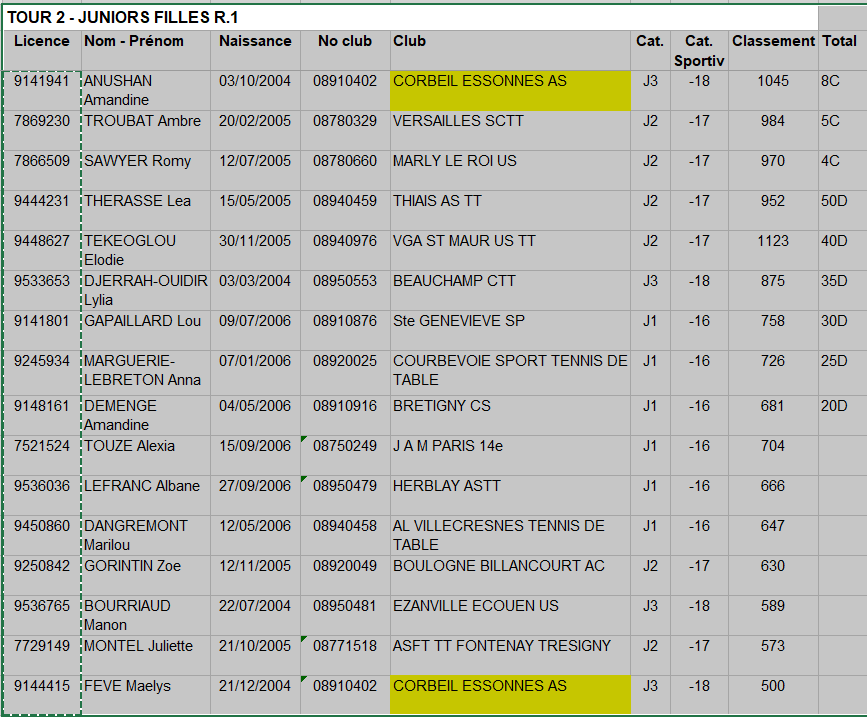 TOUR 2 - JUNIORS FILLES R.1
Licence Nom - Prénom Naissance No club Club Cat. Cat. Classement Total
Sportiv
9141941 ANUSHAN 03/10/2004 08910402 CORBEIL ESSONNES AS J3 -18 1045 8C
Amandine
7869230 TROUBAT Ambre 20/02/2005 08780329 VERSAILLES SCTT J2 -17 984 5C
7866509 SAWYER Romy 12/07/2005 08780660 MARLY LE ROI US J2 -17 970 4C
9444231 THERASSE Lea 15/05/2005 08940459 THIAIS AS TT J2 -17 952 50D
9448627 TEKEOGLOU 30/11/2005 08940976 VGA ST MAUR US TT J2 -17 1123 40D
Elodie
9533653 DJERRAH-OUIDIR 03/03/2004 08950553 BEAUCHAMP CTT J3 -18 875 35D
Lylia
9141801 GAPAILLARD Lou 09/07/2006 08910876 Ste GENEVIEVE SP J1 -16 758 30D
9245934 MARGUERIE- 07/01/2006 08920025 COURBEVOIE SPORT TENNIS DE J1 -16 726 25D
LEBRETON Anna TABLE
9148161 DEMENGE 04/05/2006 08910916 BRETIGNY CS J1 -16 681 20D
Amandine
7521524 TOUZE Alexia 15/09/2006 08750249 J A M PARIS 14e J1 -16 704
9536036 LEFRANC Albane 27/09/2006 08950479 HERBLAY ASTT J1 -16 666
9450860 DANGREMONT 12/05/2006 08940458 AL VILLECRESNES TENNIS DE J1 -16 647
Marilou TABLE
9250842 GORINTIN Zoe 12/11/2005 08920049 BOULOGNE BILLANCOURT AC J2 -17 630
9536765 BOURRIAUD 22/07/2004 08950481 EZANVILLE ECOUEN US J3 -18 589
Manon
7729149 MONTEL Juliette 21/10/2005 08771518 ASFT TT FONTENAY TRESIGNY J2 -17 573
9144415 FEVE Maelys 21/12/2004 08910402 CORBEIL ESSONNES AS J3 -18 500